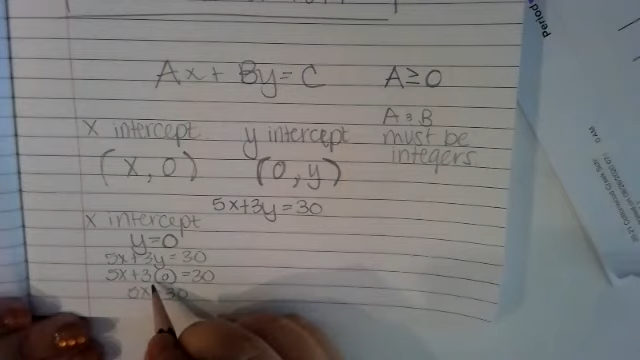 Ax + By = C
A ≥ 0
x intercept
(x, 0)
y intercept
(0, y)
A & B
must be
integers
5x+3y=30
x intercept
y=0
5x+3y=30
5x+3(0)=30
5x 30
Period